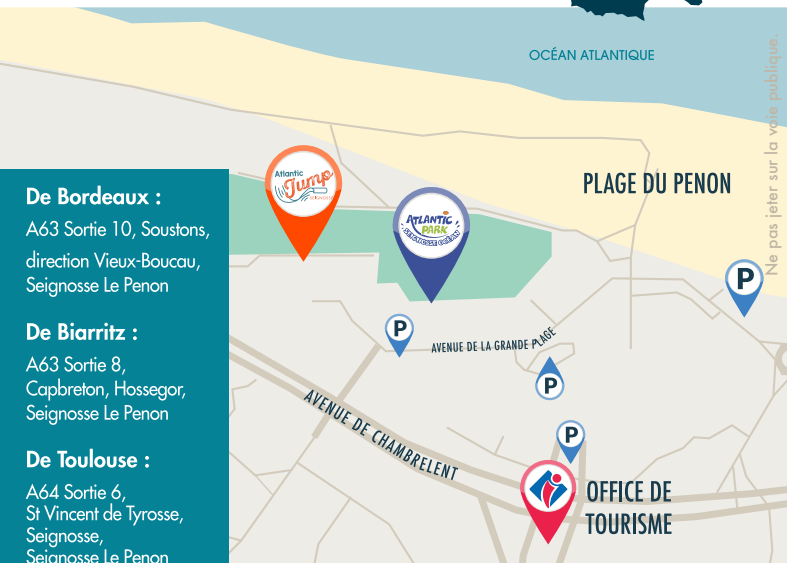 OCÉAN ATLANTIQUE
Ne pas jeter sur la voie publique.
PLAGE DU PENON
Atlantic
Jump
SEIGNOSSE
ATLANTIC
PARK
SEIGNOSSE OCÉAN
De Bordeaux :
A63 Sortie 10, Soustons,
direction Vieux-Boucau,
Seignosse Le Penon
De Biarritz :
A63 Sortie 8,
Capbreton, Hossegor,
Seignosse Le Penon
De Toulouse :
A64 Sortie 6,
St Vincent de Tyrosse,
Seignosse,
Seignosse Le Penon
P
P
AVENUE DE LA GRANDE PLAGE
P
AVENUE DE CHAMBRELENT
P
OFFICE DE
TOURISME